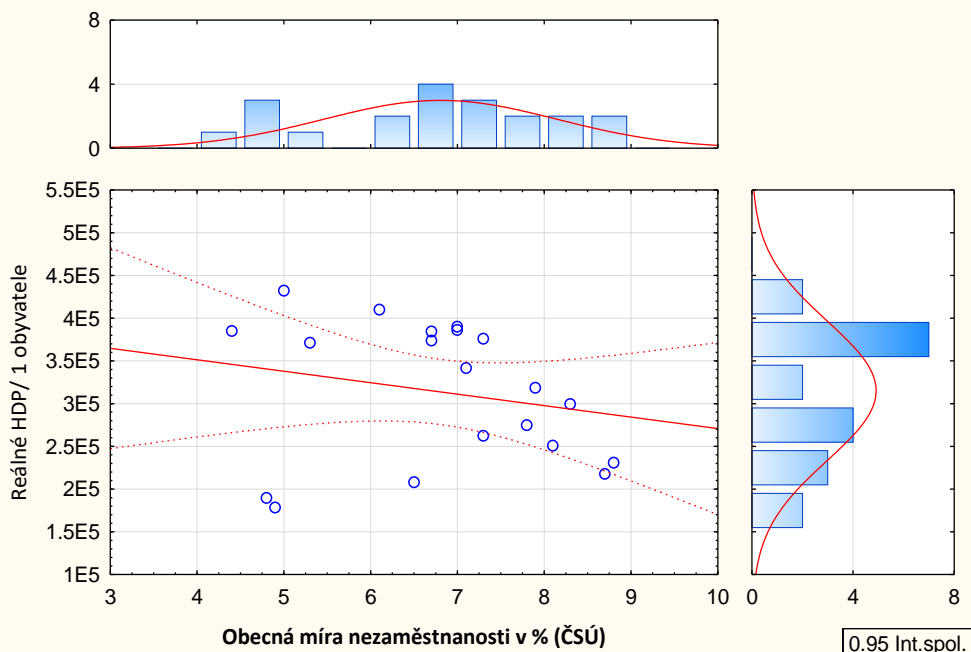 8
4
0
5.5E5
5E5
4.5E5
4E5
3.5E5
3E5
2.5E5
2E5
1.5E5
1E5
Reálné HDP/ 1 obyvatele
3 4 5 6 7 8 9 10
0 4 8
Obecná míra nezaměstnanosti v % (ČSÚ)
0.95 Int.spol.